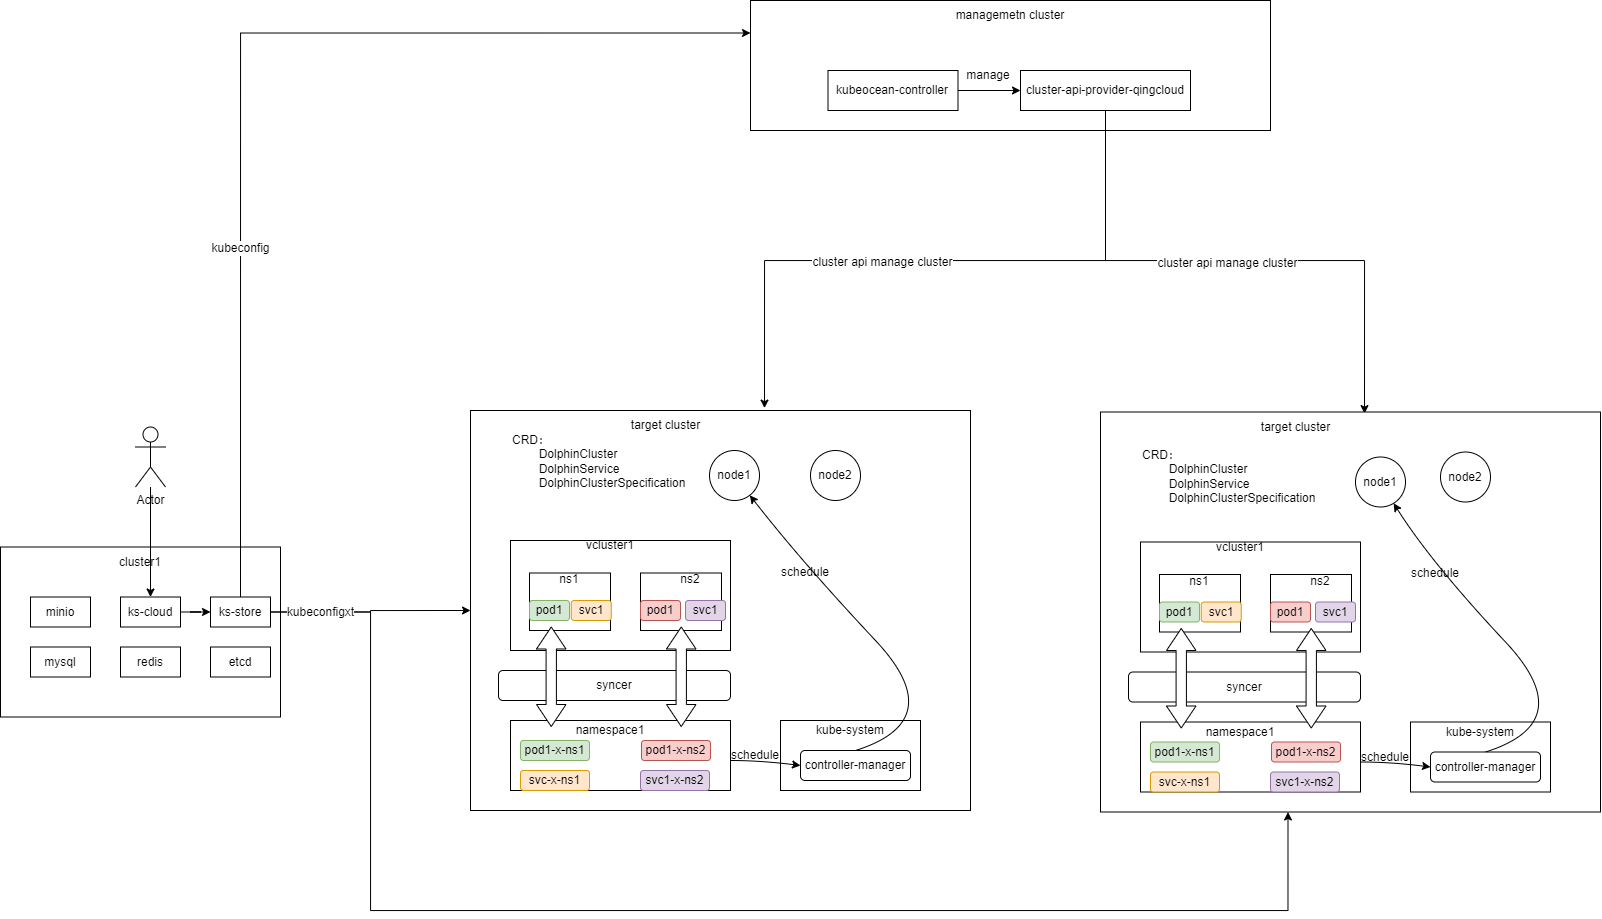 managemetn cluster
manage
kubeocean-controller
cluster-api-provider-qingcloud
kubeconfig
cluster api manage cluster
cluster api manage cluster
Actor
cluster1
minio
ks-cloud
ks-store
kubeconfigxt
mysql
redis
etcd
target cluster
CRD:
DolphinCluster
DolphinService
DolphinClusterSpecification
node1
node2
vcluster1
ns1
ns2
pod1
svc1
pod1
svc1
schedule
syncer
namespace1
pod1-x-ns1
pod1-x-ns2
svc-x-ns1
svc1-x-ns2
schedule
kube-system
controller-manager
target cluster
CRD:
DolphinCluster
DolphinService
DolphinClusterSpecification
node1
node2
vcluster1
ns1
ns2
pod1
svc1
pod1
svc1
schedule
syncer
namespace1
pod1-x-ns1
pod1-x-ns2
svc-x-ns1
svc1-x-ns2
schedule
kube-system
controller-manager